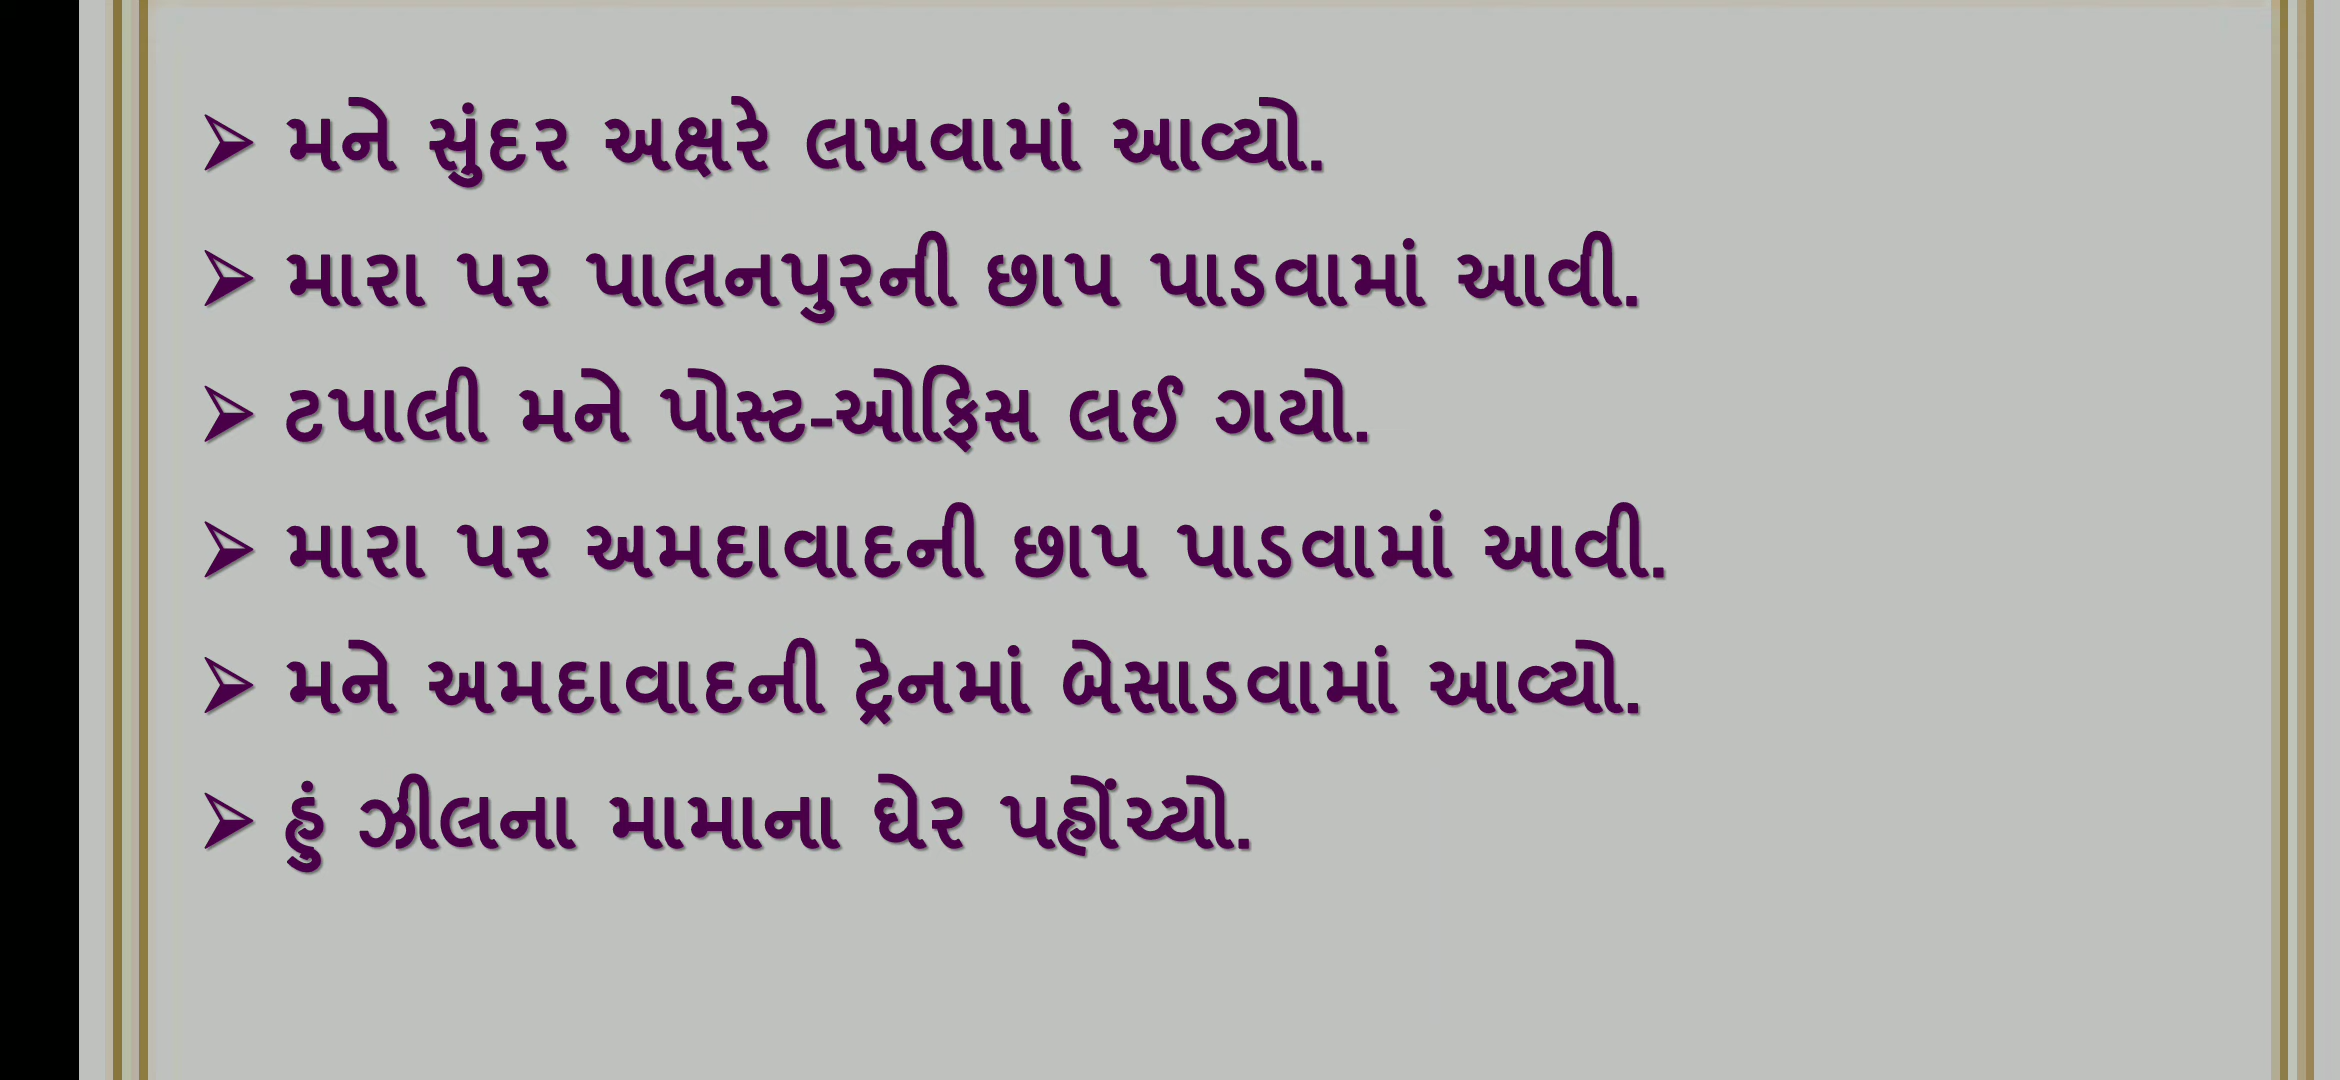 ➢ મને સુંદર અક્ષરે લખવામાં આવ્યો.
➢ મારા પર પાલનપુરની છાપ પાડવામાં આવી.
➢ ટપાલી મને પોસ્ટ-ઓફિસ લઈ ગયો.
➢ મારા પર અમદાવાદની છાપ પાડવામાં આવી.
➢ મને અમદાવાદની ટ્રેનમાં બેસાડવામાં આવ્યો.
➢ હું ઝીલના મામાના ઘેર પહોંચ્યો.